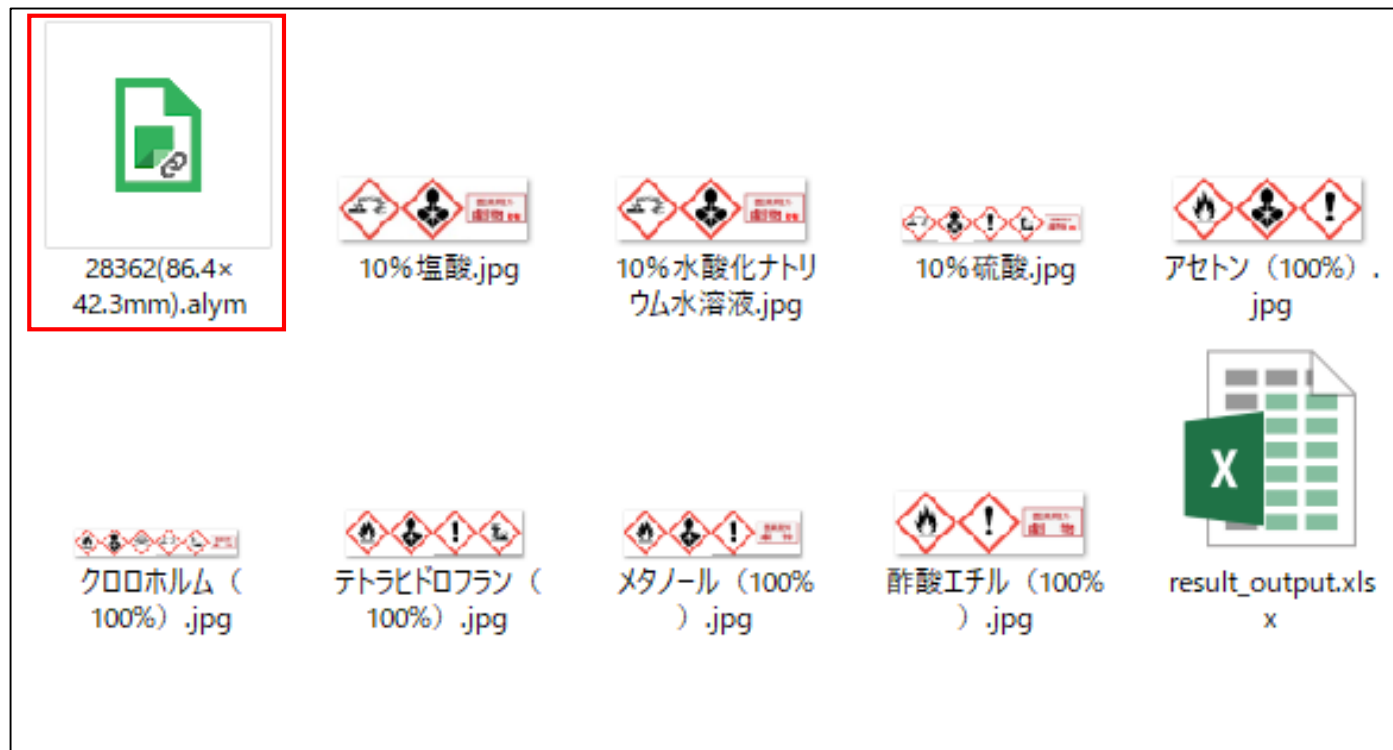 28362(86.4×
42.3mm).alym
10%塩酸.jpg
10%水酸化ナトリ
ウム水溶液.jpg
10%硫酸.jpg
アセトン（100%）.
jpg
クロロホルム（
100%）.jpg
テトラヒドロフラン（
100%）.jpg
メタノール（100%
）.jpg
劇 物
酢酸エチル（100%
）.jpg
X
result_output.xls
x